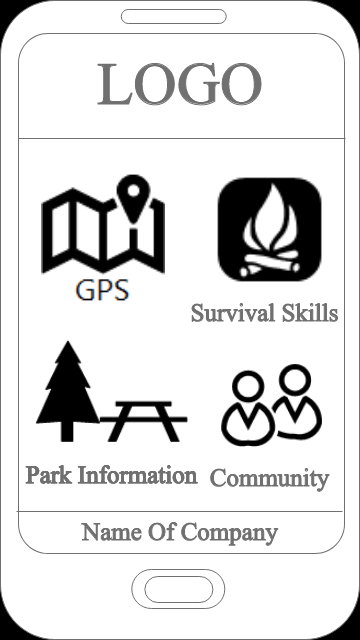 LOGO
GPS
Survival Skills
Park Information
Community
Name Of Company